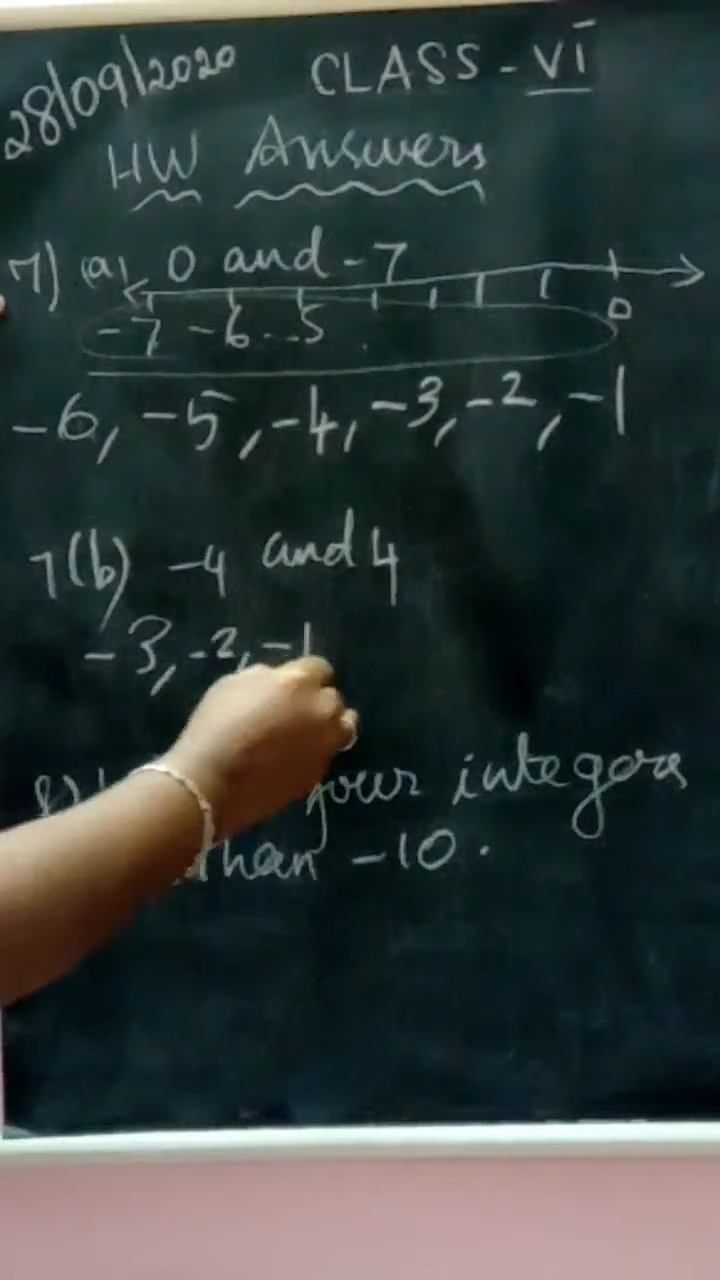 28/09/2020
CLASS - VI
HW Answers
7) (a) 0 and -7
-7 -6 -5 0
-6, -5, -4, -3, -2, -1
7(b) -4 and 4
-3, -2, -1
8) four integers
than -10.